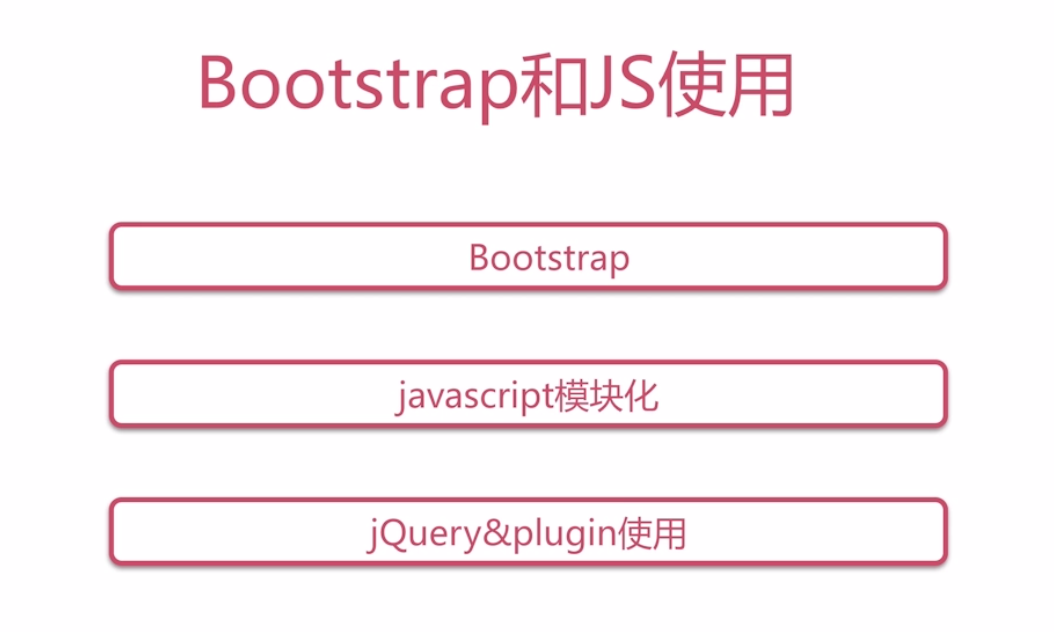 Bootstrap和JS使用
Bootstrap
javascript模块化
jQuery&plugin使用